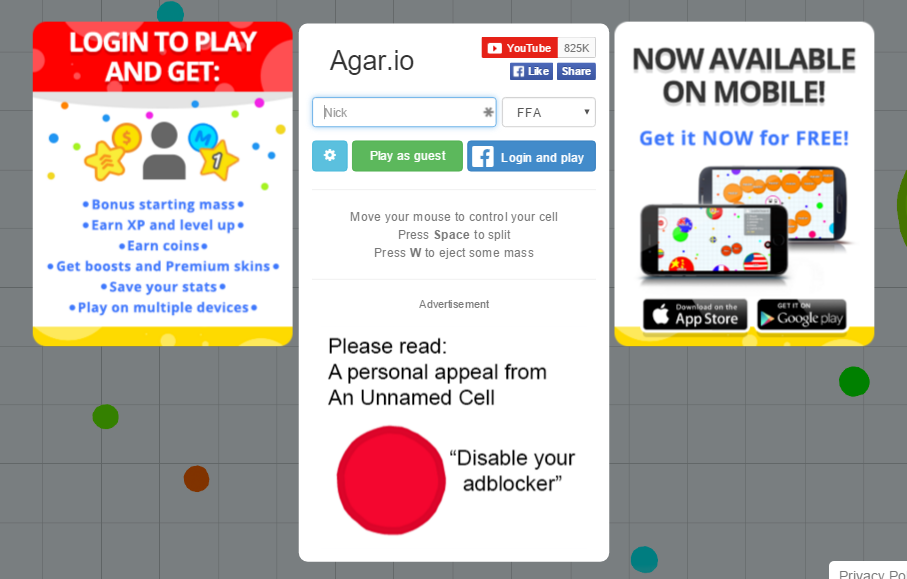 LOGIN TO PLAY
AND GET:
•Bonus starting mass•
•Earn XP and level up•
•Earn coins•
•Get boosts and Premium skins•
•Save your stats•
•Play on multiple devices•
Agar.io
YouTube 825K
Like Share
Nick
FFA
Play as guest
Login and play
Move your mouse to control your cell
Press Space to split
Press W to eject some mass
Advertisement
Please read:
A personal appeal from
An Unnamed Cell
“Disable your
adblocker”
NOW AVAILABLE
ON MOBILE!
Get it NOW for FREE!
Download on the
App Store
GET IT ON
Google play
Privacy Po